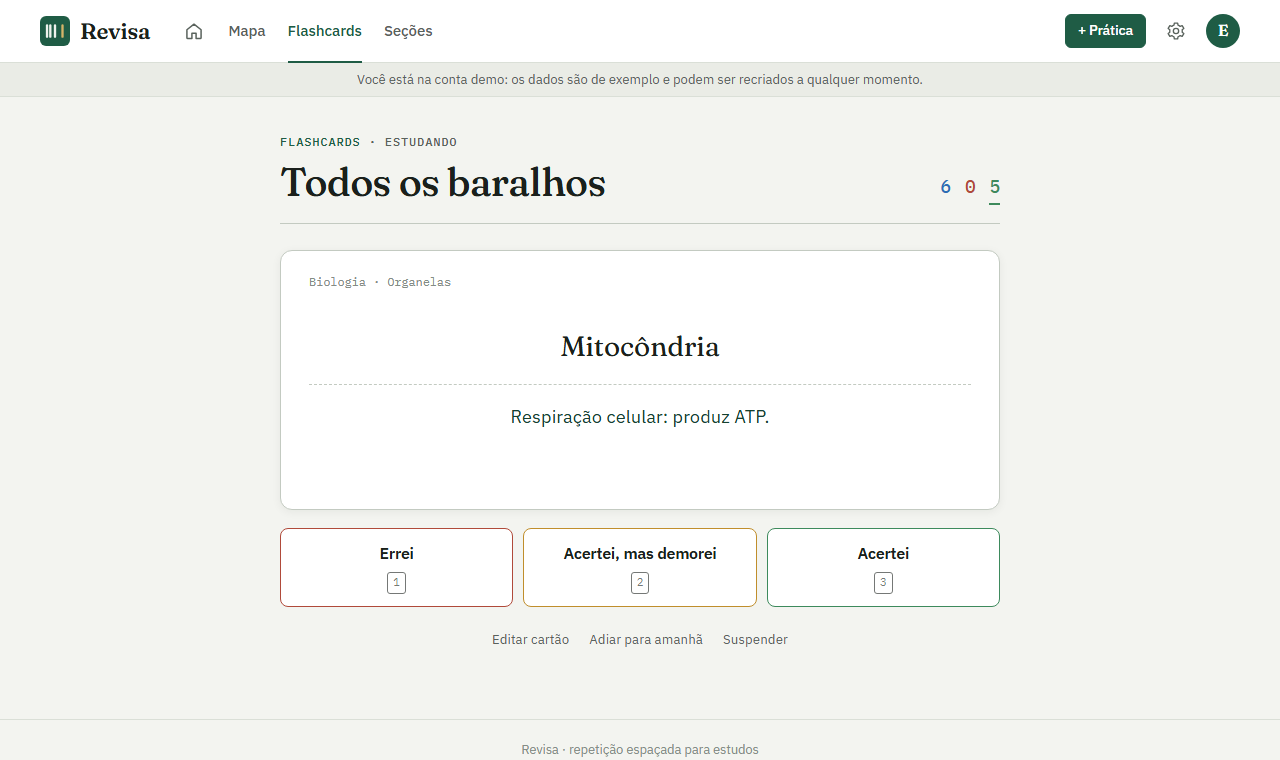 Revisa
Mapa
Flashcards
Seções
+ Prática
E
Você está na conta demo: os dados são de exemplo e podem ser recriados a qualquer momento.
FLASHCARDS · ESTUDANDO
Todos os baralhos
6 0 5
Biologia · Organelas
Mitocôndria
Respiração celular: produz ATP.
Errei
1
Acertei, mas demorei
2
Acertei
3
Editar cartão
Adiar para amanhã
Suspender
Revisa · repetição espaçada para estudos